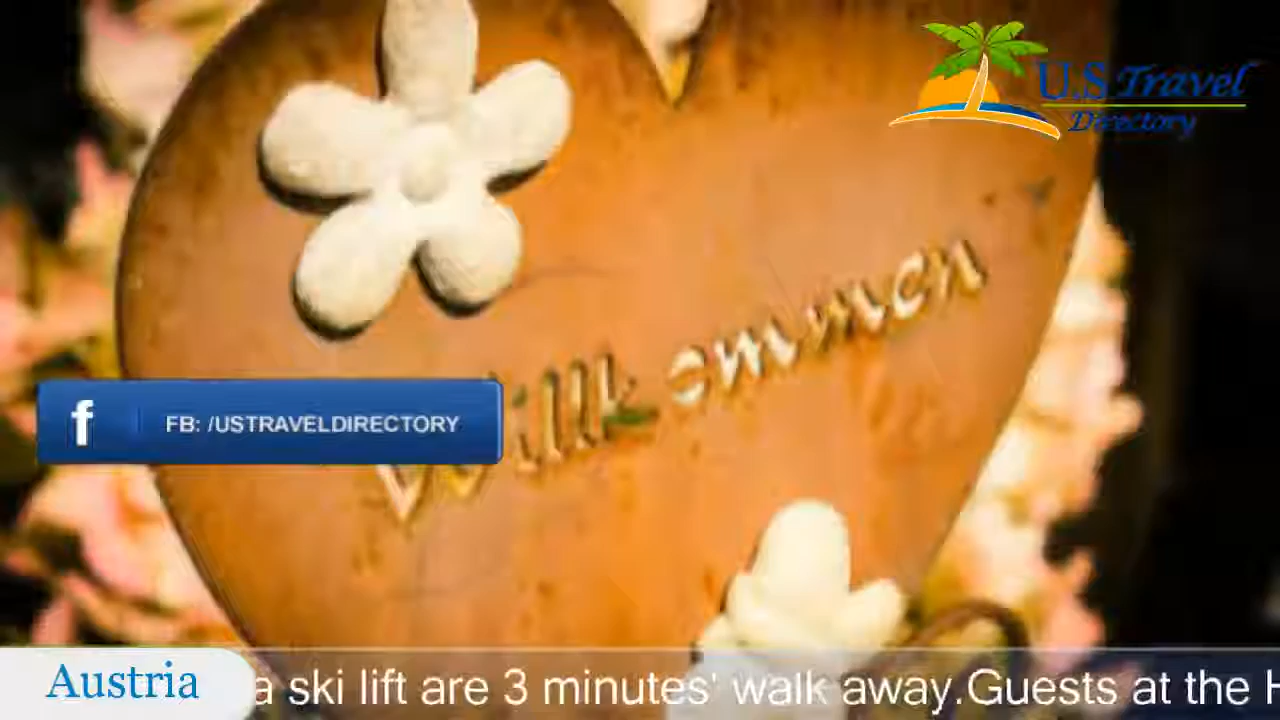 U.S Travel
Directory
Willkommen
FB: /USTRAVELDIRECTORY
Austria
a ski lift are 3 minutes' walk away.Guests at the H